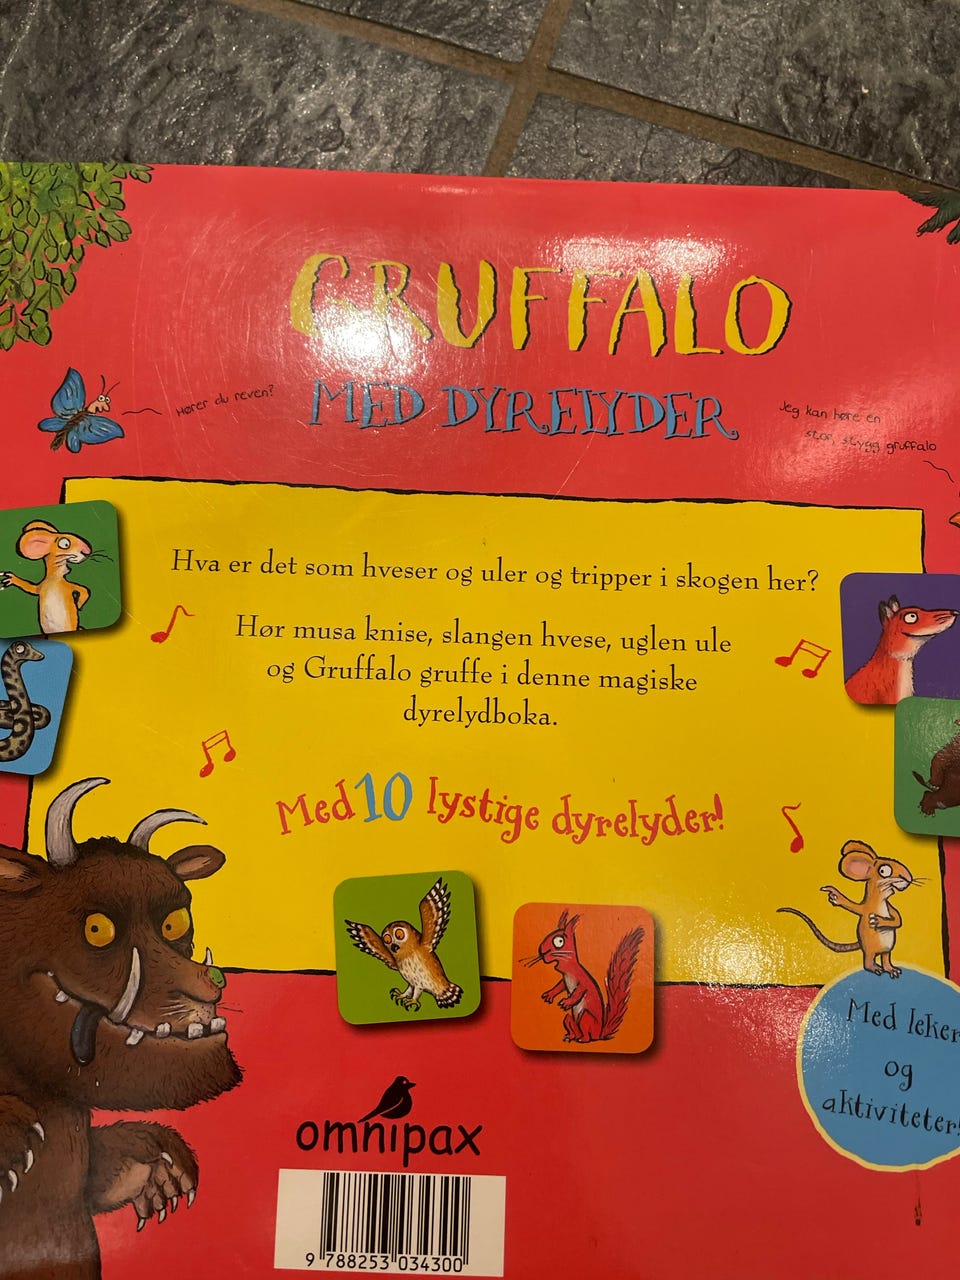 GRUFFALO
MED DYRELYDER
Hører du reven?
Jeg kan høre en
stor, stygg gruffalo
Hva er det som hveser og uler og tripper i skogen her?
Hør musa knise, slangen hvese, uglen ule
og Gruffalo gruffe i denne magiske
dyrelydboka.
Med 10 lystige dyrelyder!
Med leker
og
aktiviteter!
omnipax
9 788253 034300